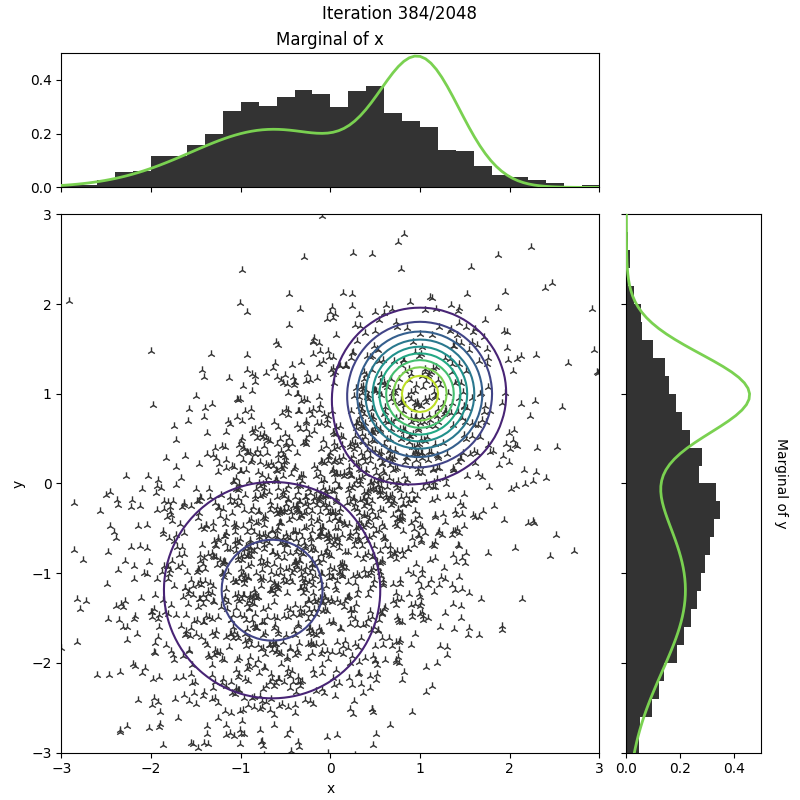 Iteration 384/2048
Marginal of x
0.4
0.2
0.0
3
2
1
0
−1
−2
−3
y
−3 −2 −1 0 1 2 3
x
0.0 0.2 0.4
Marginal of y